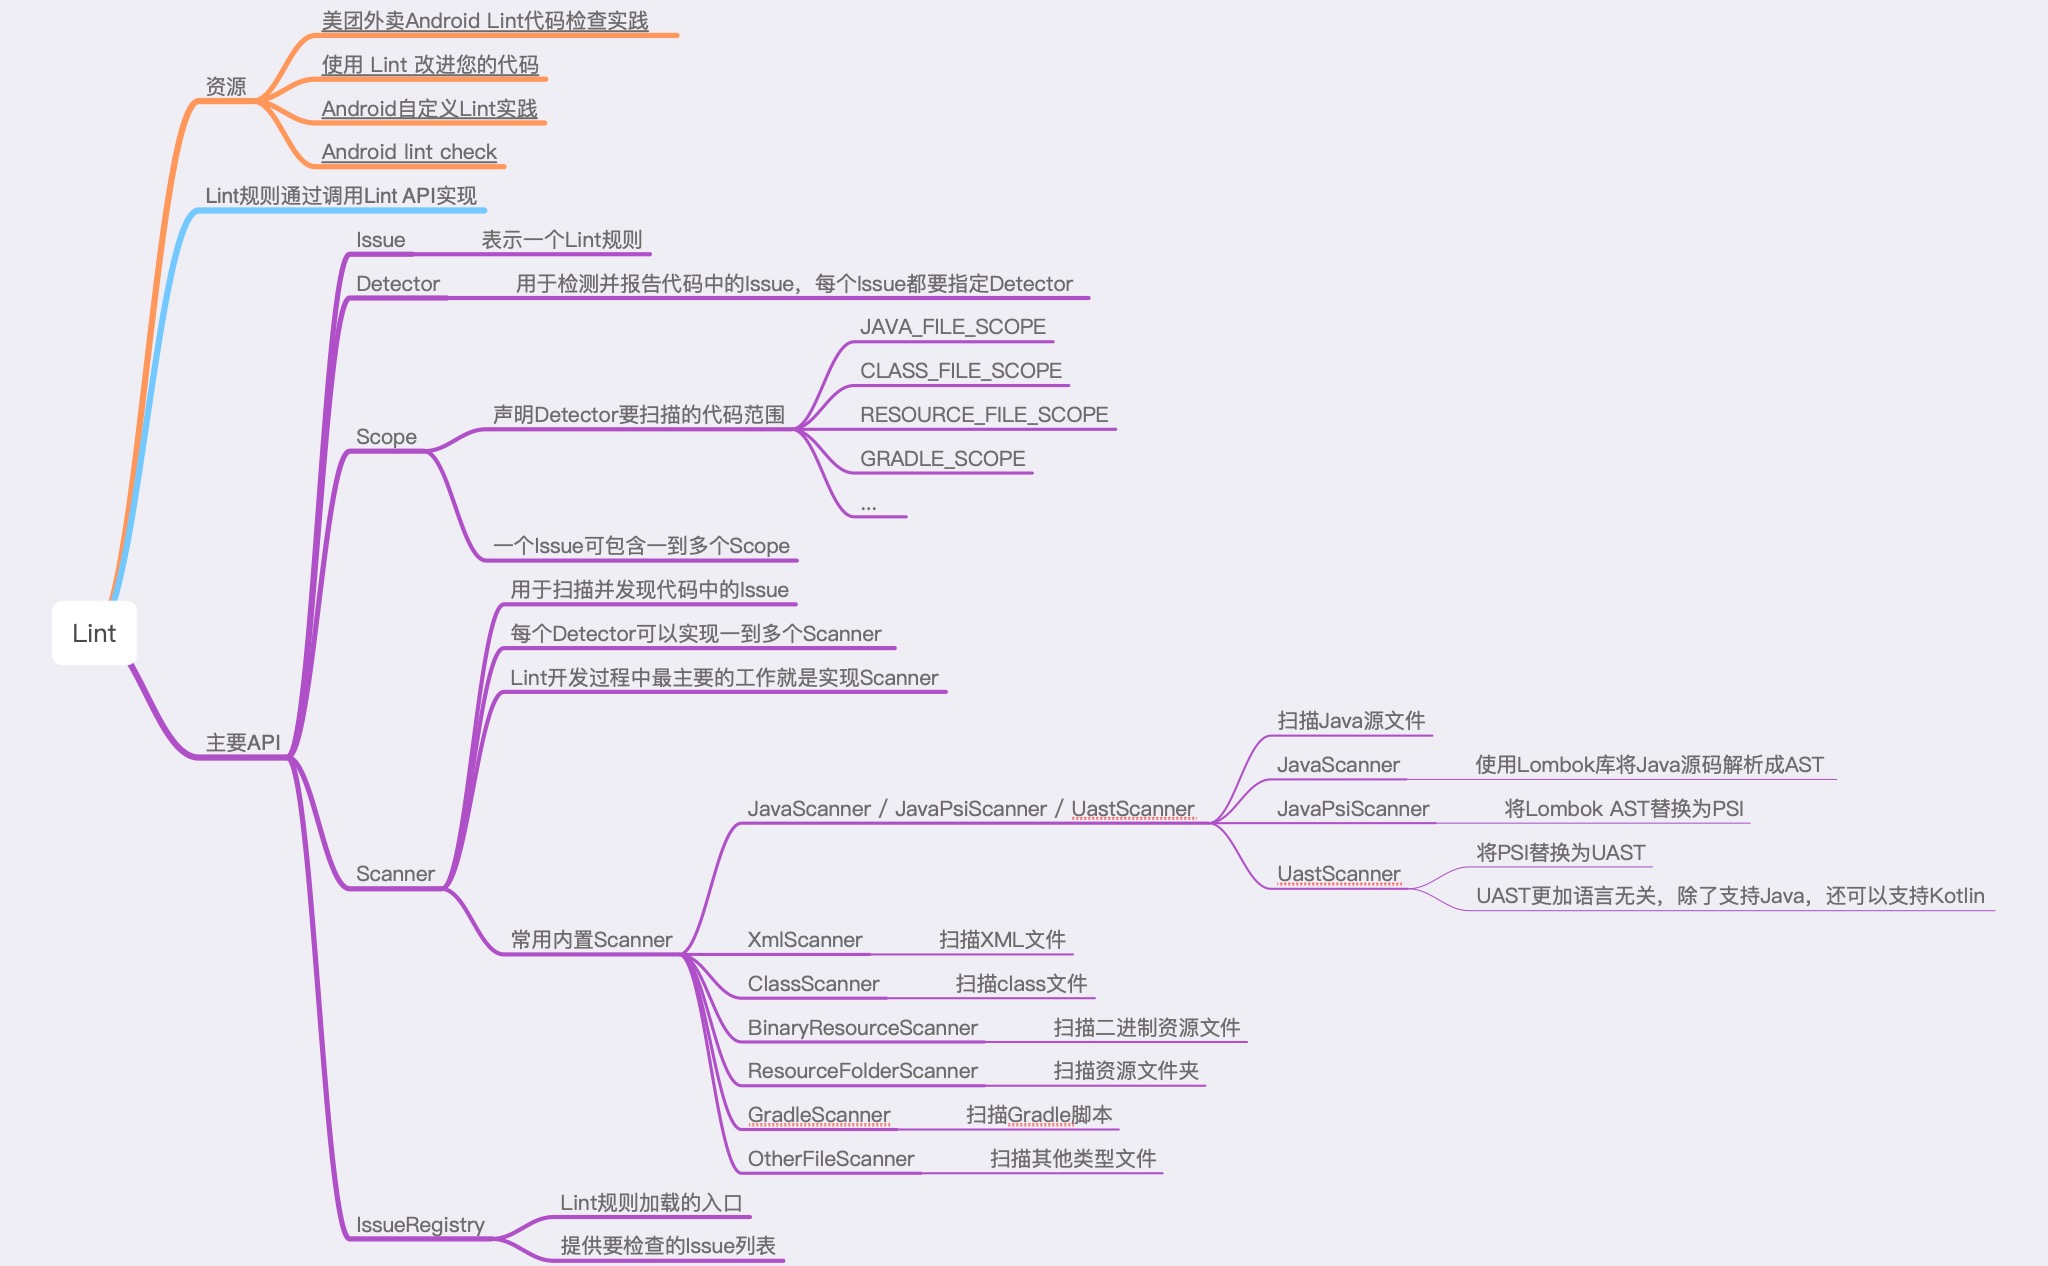 美团外卖Android Lint代码检查实践
使用 Lint 改进您的代码
资源
Android自定义Lint实践
Android lint check
Lint规则通过调用Lint API实现
Issue
表示一个Lint规则
Detector
用于检测并报告代码中的Issue，每个Issue都要指定Detector
JAVA_FILE_SCOPE
CLASS_FILE_SCOPE
声明Detector要扫描的代码范围
RESOURCE_FILE_SCOPE
Scope
GRADLE_SCOPE
...
一个Issue可包含一到多个Scope
用于扫描并发现代码中的Issue
Lint
每个Detector可以实现一到多个Scanner
Lint开发过程中最主要的工作就是实现Scanner
主要API
扫描Java源文件
JavaScanner
使用Lombok库将Java源码解析成AST
JavaScanner / JavaPsiScanner / UastScanner
JavaPsiScanner
将Lombok AST替换为PSI
将PSI替换为UAST
Scanner
UastScanner
UAST更加语言无关，除了支持Java，还可以支持Kotlin
常用内置Scanner
XmlScanner
扫描XML文件
ClassScanner
扫描class文件
BinaryResourceScanner
扫描二进制资源文件
ResourceFolderScanner
扫描资源文件夹
GradleScanner
扫描Gradle脚本
OtherFileScanner
扫描其他类型文件
Lint规则加载的入口
IssueRegistry
提供要检查的Issue列表